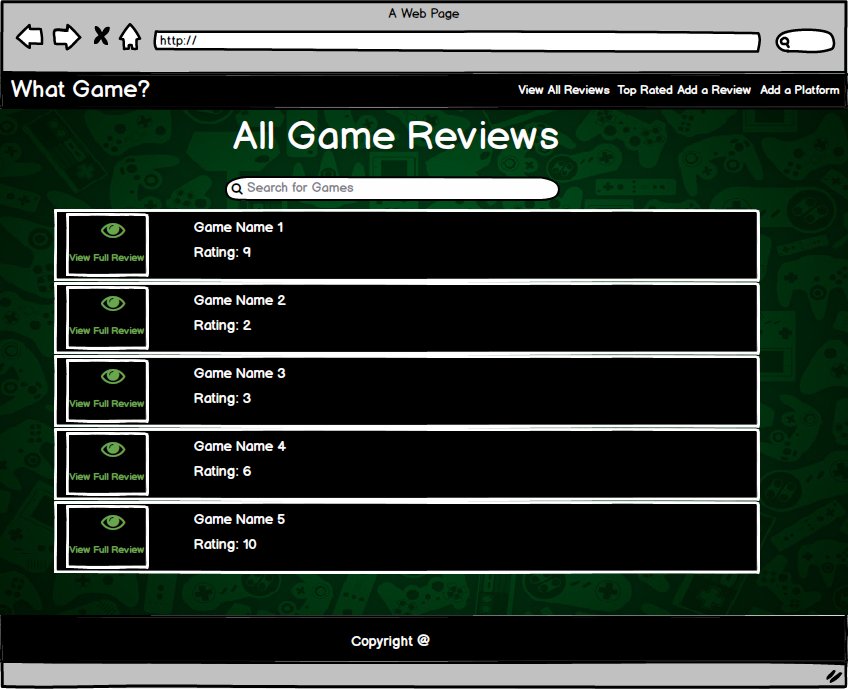 A Web Page
http://
What Game?
View All Reviews Top Rated Add a Review Add a Platform
All Game Reviews
Search for Games
Game Name 1
View Full Review
Rating: 9
Game Name 2
View Full Review
Rating: 2
Game Name 3
View Full Review
Rating: 3
Game Name 4
View Full Review
Rating: 6
Game Name 5
View Full Review
Rating: 10
Copyright @